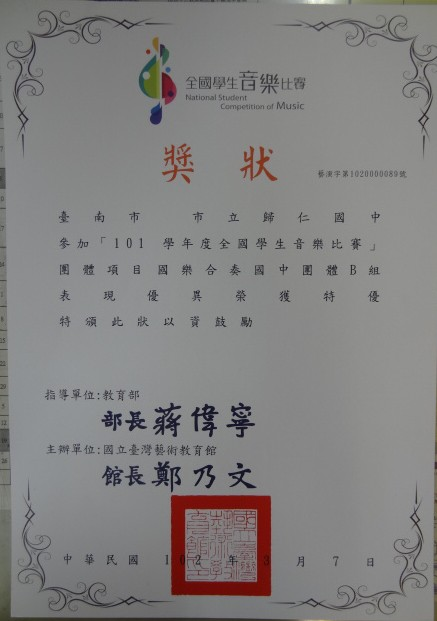 全國學生音樂比賽
National Student
Competition of Music
獎狀
藝演字第1020000089號
臺南市 市立歸仁國中
參加「101 學年度全國學生音樂比賽」
團體項目國樂合奏國中團體B組
表現優異榮獲特優
特頒此狀以資鼓勵
指導單位:教育部
部長 蔣偉寧
主辦單位:國立臺灣藝術教育館
館長 鄭乃文
中華民國 102 年 3 月 7 日